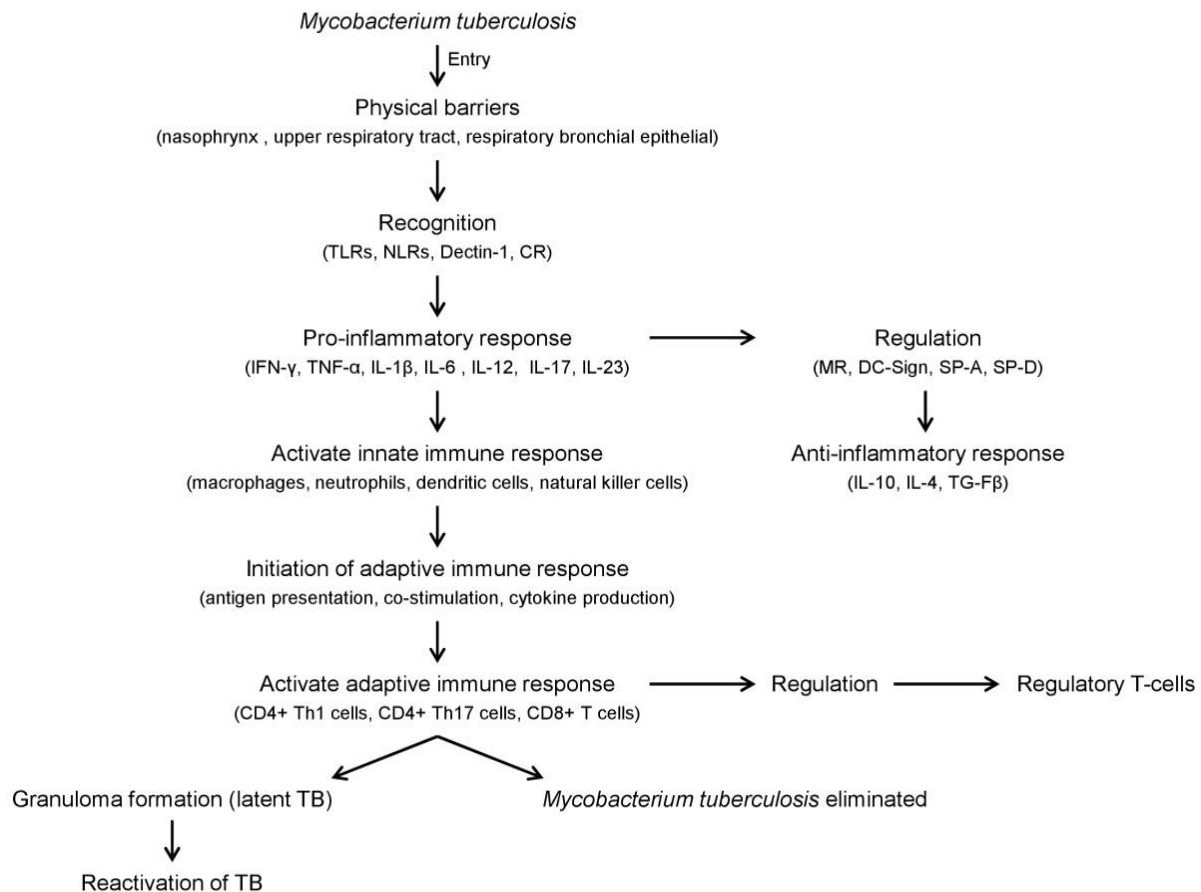 Mycobacterium tuberculosis
Entry
Physical barriers
(nasophrynx , upper respiratory tract, respiratory bronchial epithelial)
Recognition
(TLRs, NLRs, Dectin-1, CR)
Pro-inflammatory response
(IFN-γ, TNF-α, IL-1β, IL-6 , IL-12, IL-17, IL-23)
Regulation
(MR, DC-Sign, SP-A, SP-D)
Activate innate immune response
(macrophages, neutrophils, dendritic cells, natural killer cells)
Anti-inflammatory response
(IL-10, IL-4, TG-Fβ)
Initiation of adaptive immune response
(antigen presentation, co-stimulation, cytokine production)
Activate adaptive immune response
(CD4+ Th1 cells, CD4+ Th17 cells, CD8+ T cells)
Regulation
Regulatory T-cells
Granuloma formation (latent TB)
Mycobacterium tuberculosis eliminated
Reactivation of TB